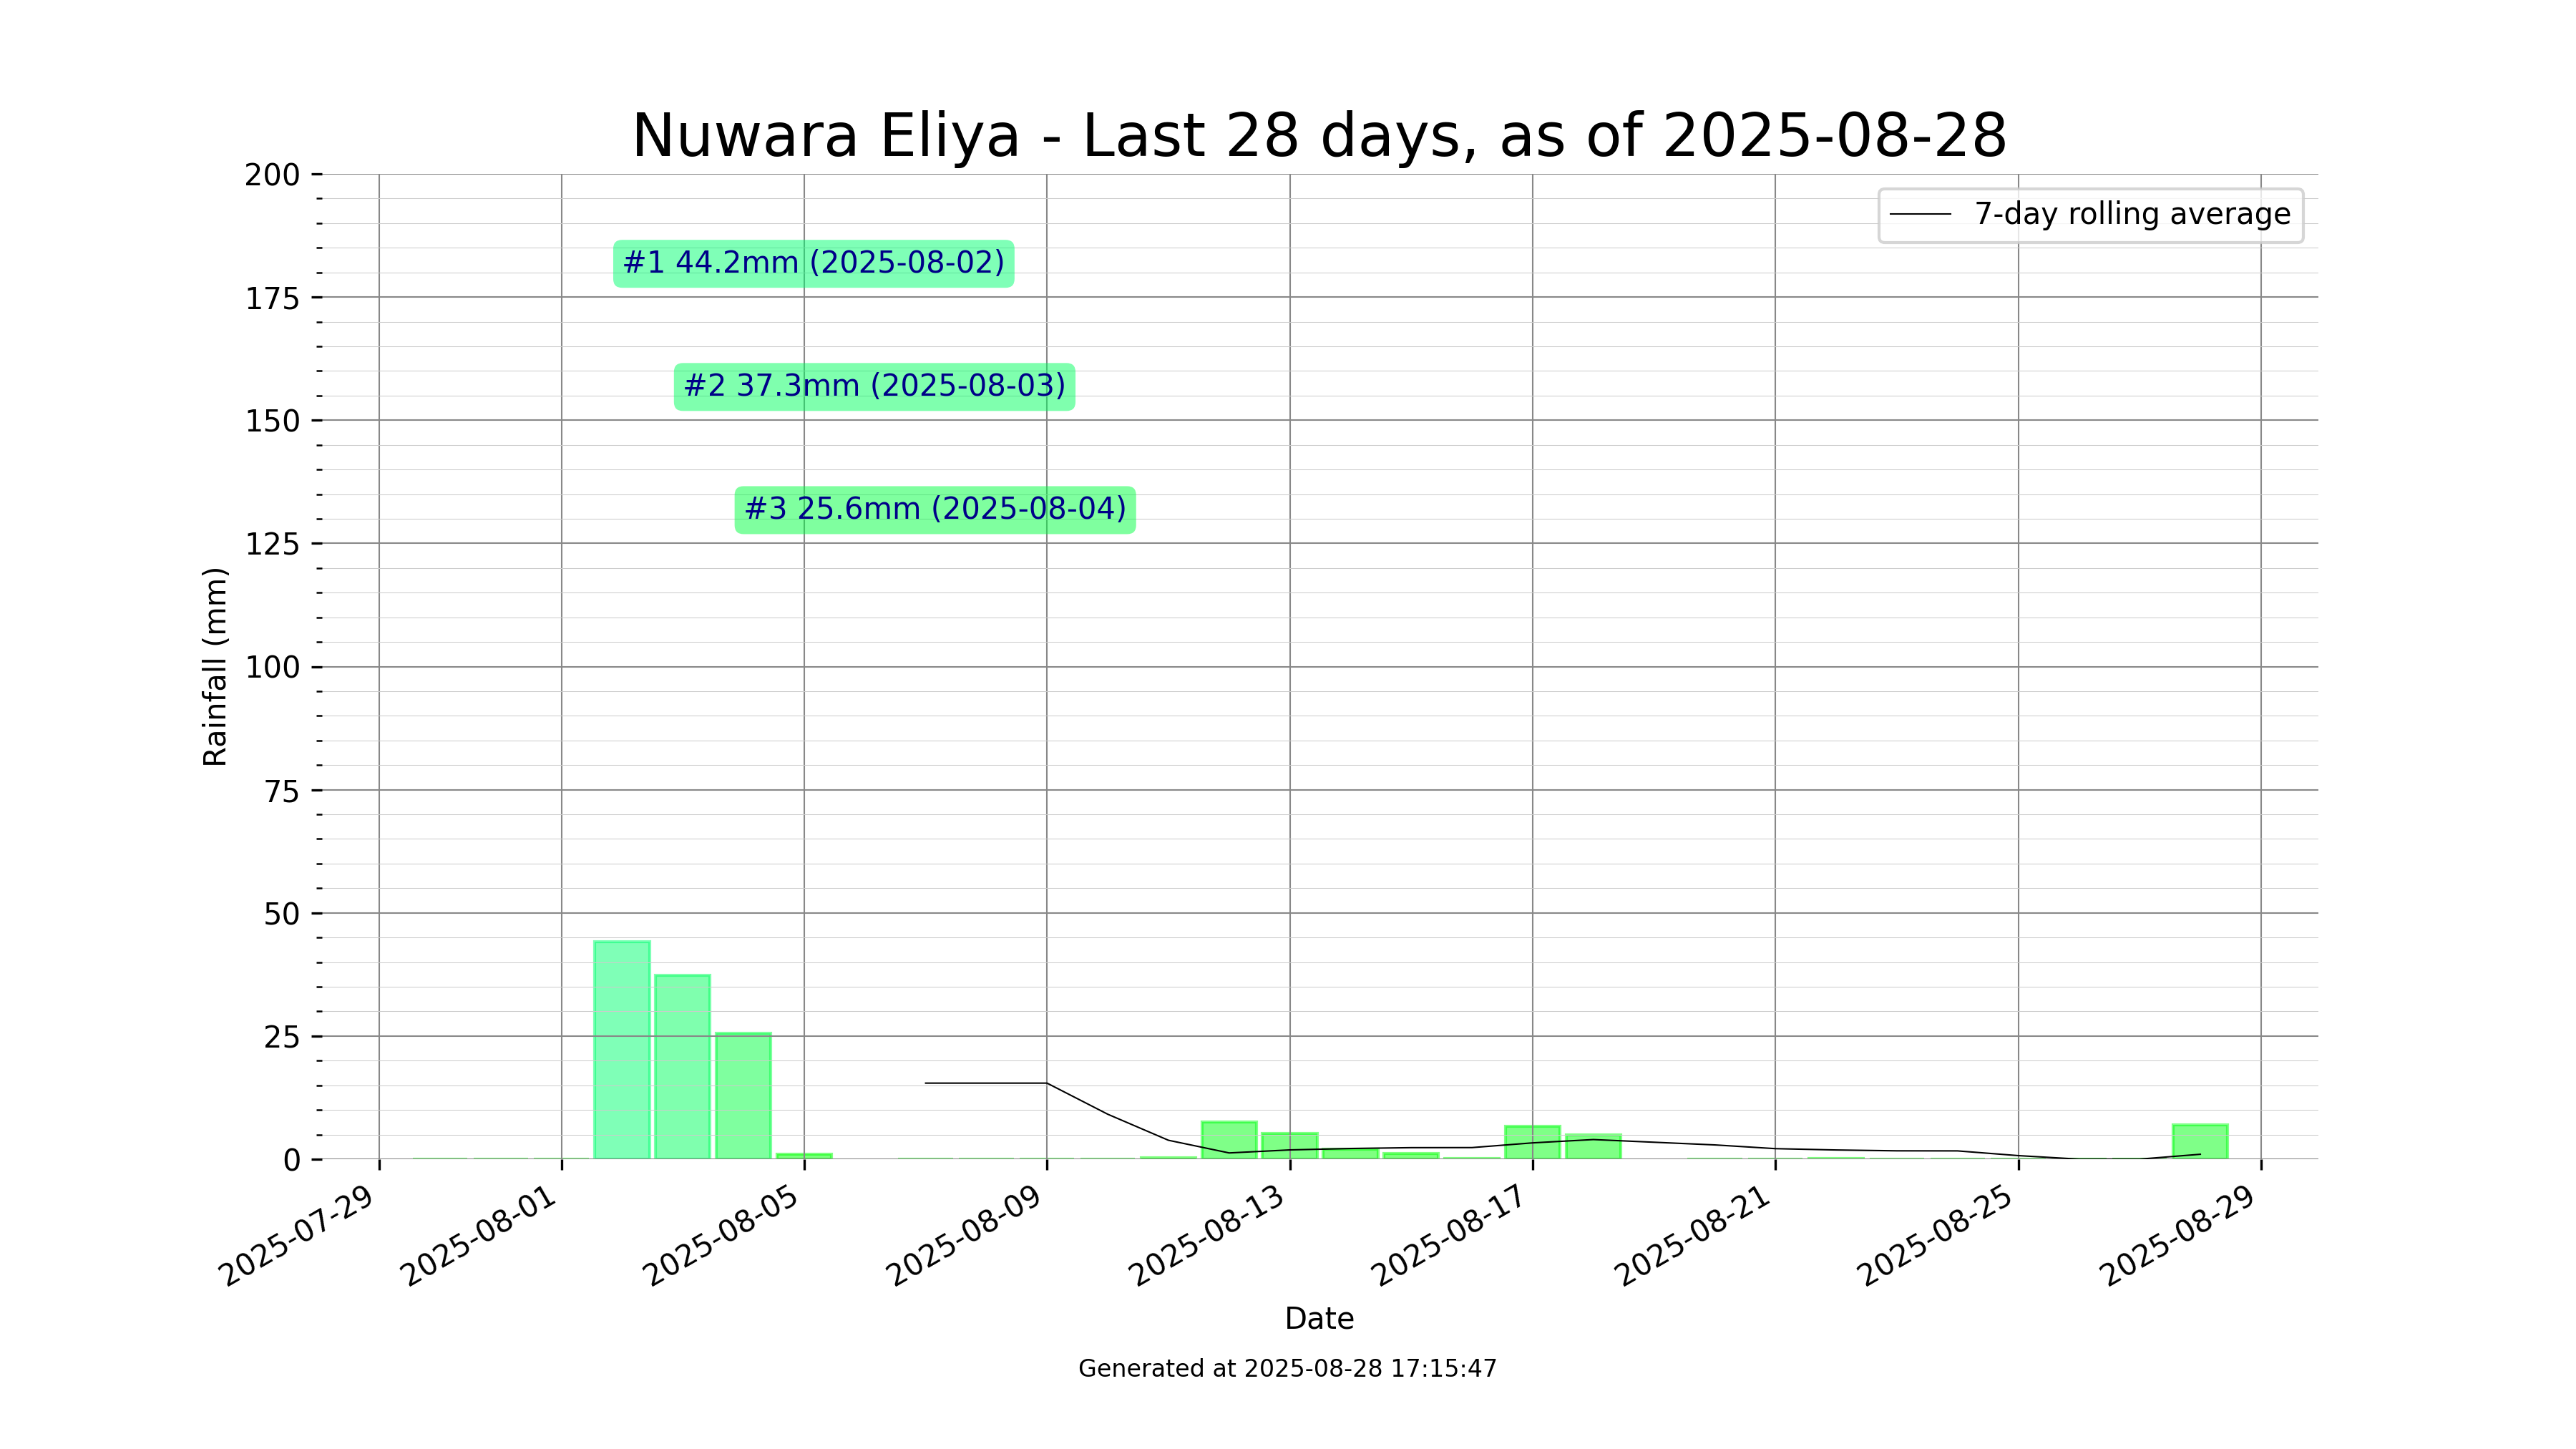 Nuwara Eliya - Last 28 days, as of 2025-08-28
7-day rolling average
#1 44.2mm (2025-08-02)
#2 37.3mm (2025-08-03)
#3 25.6mm (2025-08-04)
Rainfall (mm)
200
175
150
125
100
75
50
25
0
2025-07-29
2025-08-01
2025-08-05
2025-08-09
2025-08-13
2025-08-17
2025-08-21
2025-08-25
2025-08-29
Date
Generated at 2025-08-28 17:15:47